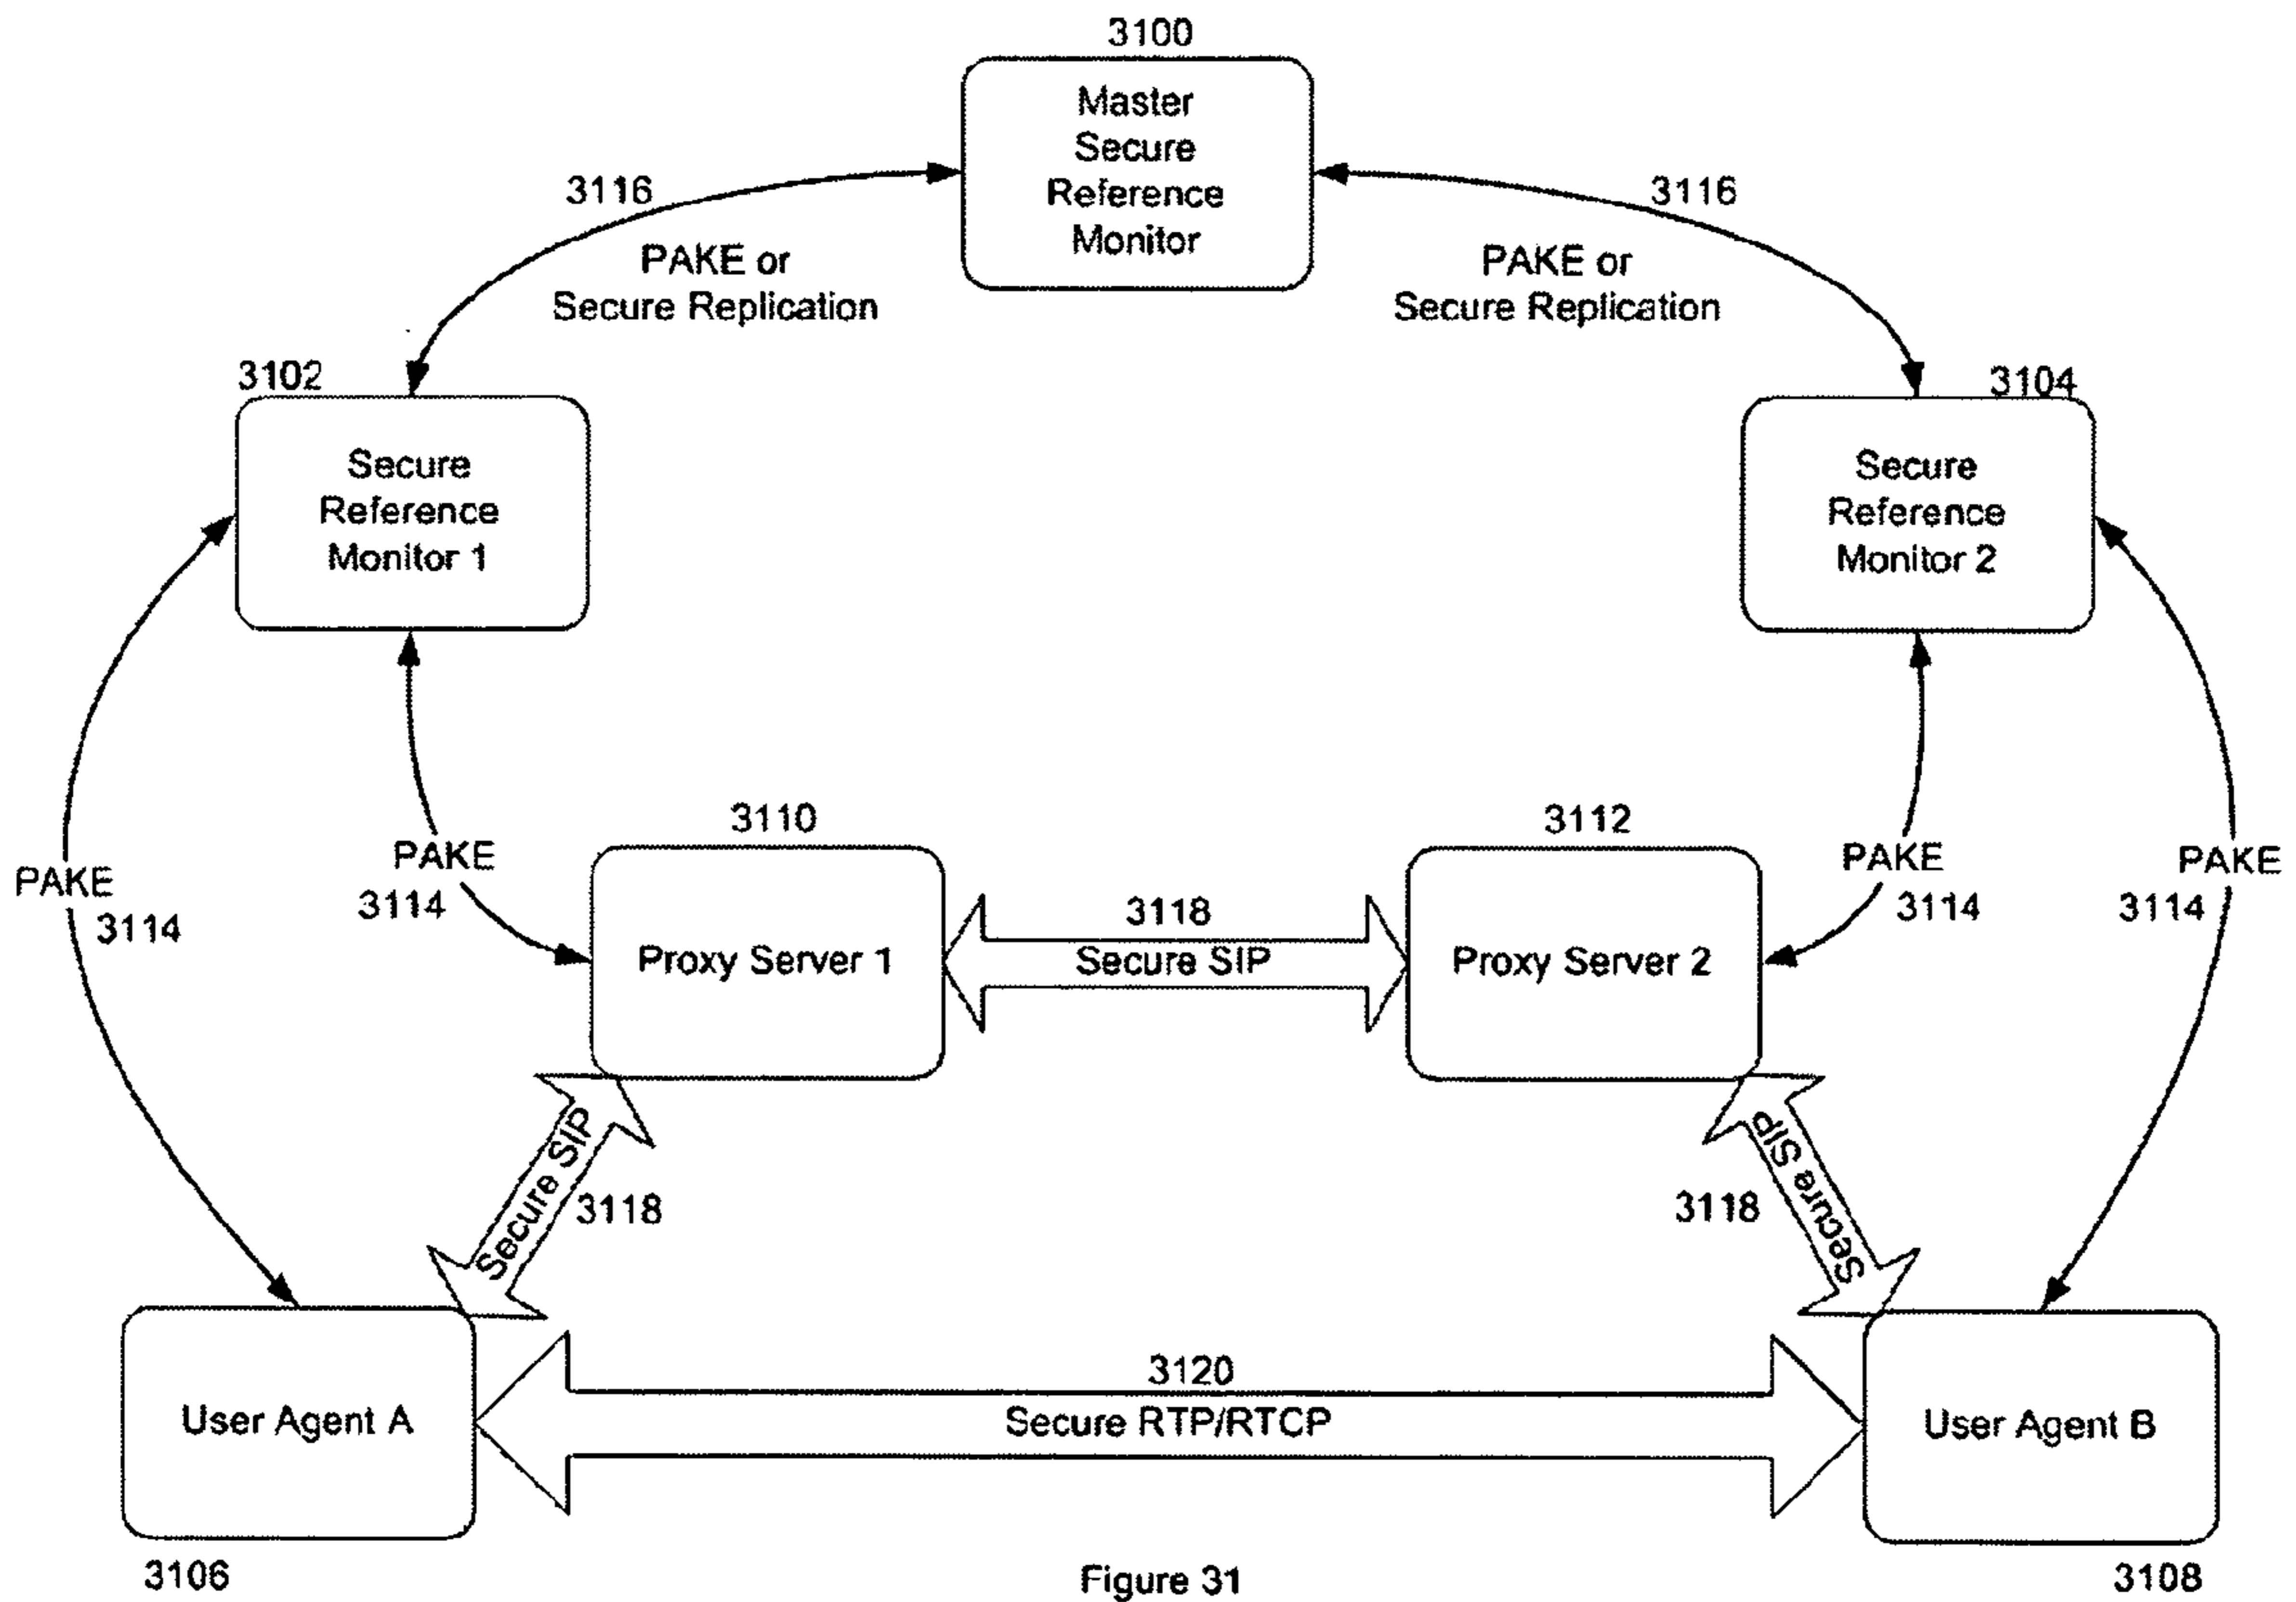 3100
Master
Secure
Reference
Monitor
3116
PAKE or
Secure Replication
3116
PAKE or
Secure Replication
3102
Secure
Reference
Monitor 1
3104
Secure
Reference
Monitor 2
PAKE
3114
PAKE
3114
3110
Proxy Server 1
3118
Secure SIP
3112
Proxy Server 2
PAKE
3114
PAKE
3114
Secure SIP
3118
3118
Secure SIP
User Agent A
3106
3120
Secure RTP/RTCP
User Agent B
3108
Figure 31